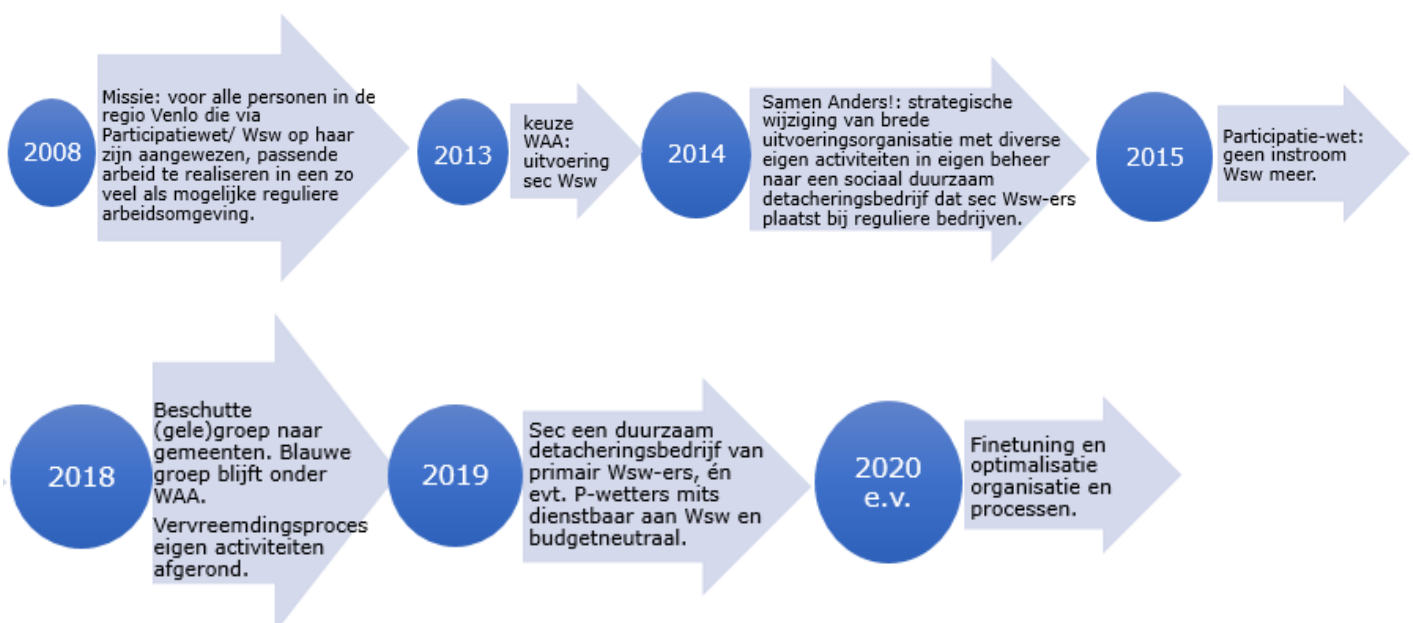 2008
Missie: voor alle personen in de
regio Venlo die via
Participatiewet/ Wsw op haar
zijn aangewezen, passende
arbeid te realiseren in een zo
veel als mogelijke reguliere
arbeidsomgeving.
2013
keuze
WAA:
uitvoering
sec Wsw
2014
Samen Anders!: strategische
wijziging van brede
uitvoeringsorganisatie met diverse
eigen activiteiten in eigen beheer
naar een sociaal duurzaam
detacheringsbedrijf dat sec Wsw-ers
plaatst bij reguliere bedrijven.
2015
Participatie-wet:
geen instroom
Wsw meer.
2018
Beschutte
(gele)groep naar
gemeenten. Blauwe
groep blijft onder
WAA.
Vervreemdingsproces
eigen activiteiten
afgerond.
2019
Sec een duurzaam
detacheringsbedrijf van
primair Wsw-ers, én
evt. P-wetters mits
dienstbaar aan Wsw en
budgetneutraal.
2020
e.v.
Finetuning en
optimalisatie
organisatie en
processen.